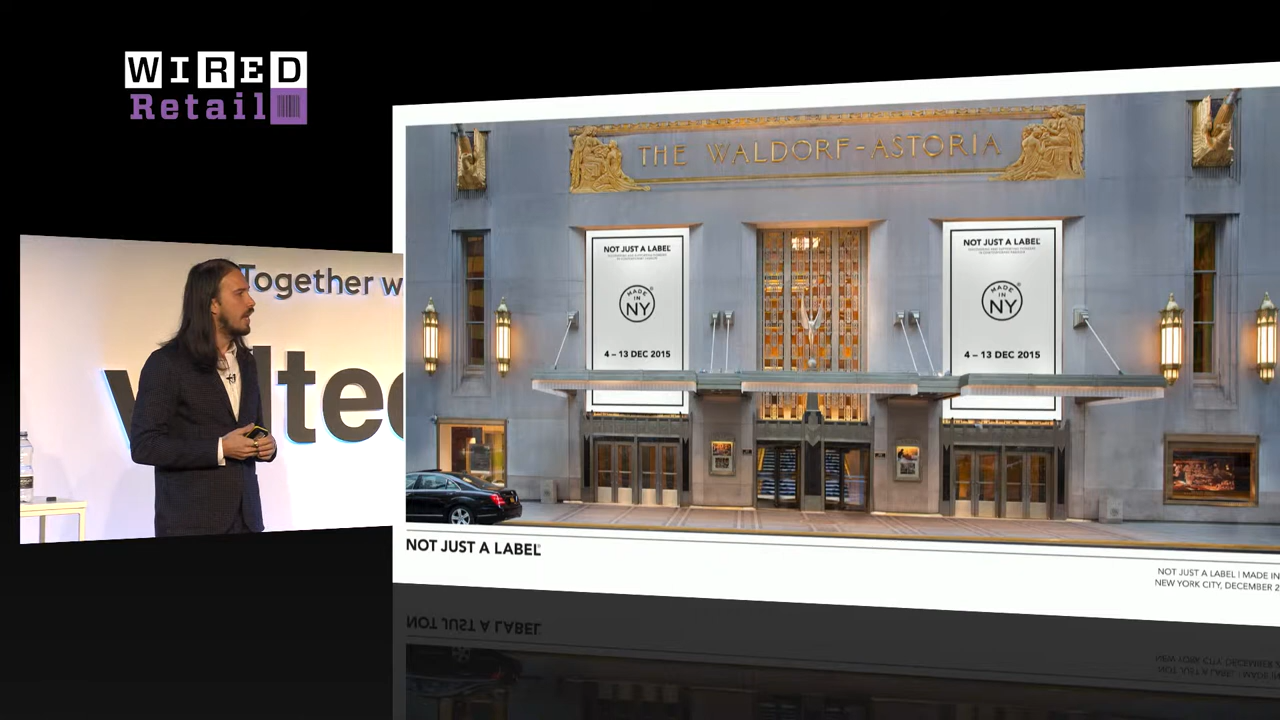 WIRED
Retail
Together w
THE WALDORF-ASTORIA
NOT JUST A LABEL
MADE
IN
NY
4 – 13 DEC 2015
NOT JUST A LABEL
MADE
IN
NY
4 – 13 DEC 2015
NOT JUST A LABEL
NOT JUST A LABEL | MADE IN
NEW YORK CITY, DECEMBER 2